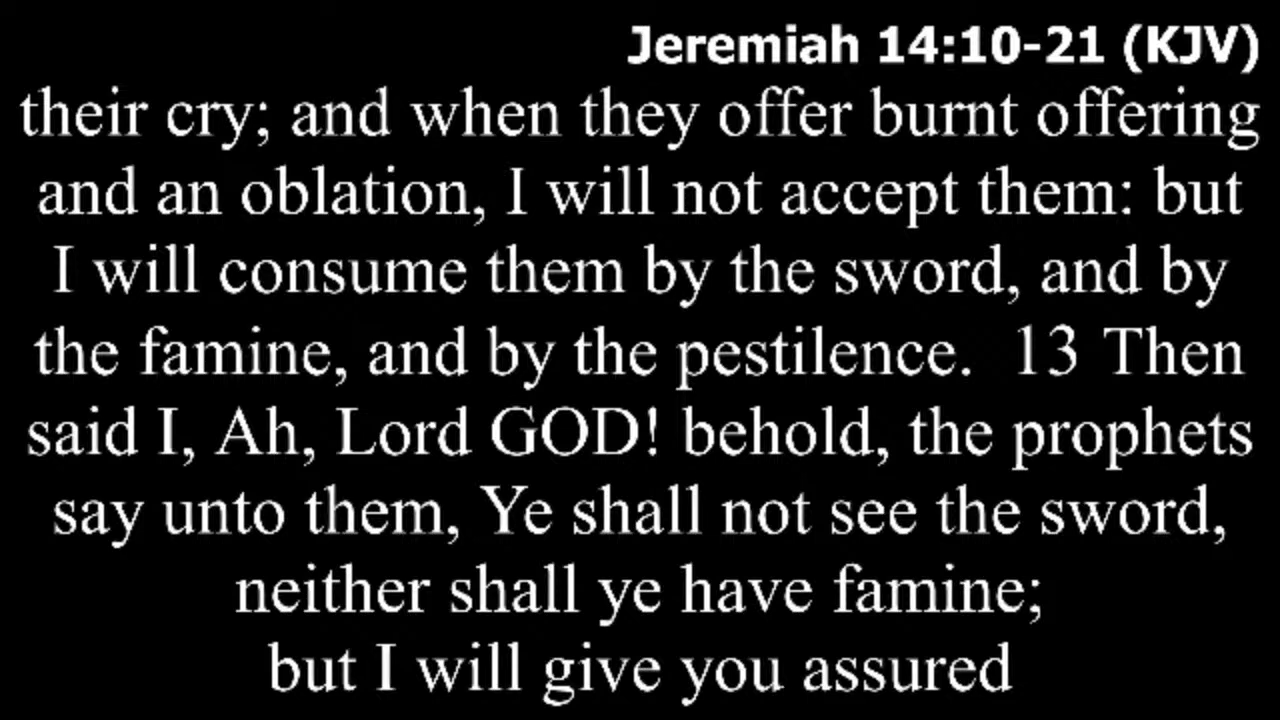 Jeremiah 14:10-21 (KJV)
their cry; and when they offer burnt offering
and an oblation, I will not accept them: but
I will consume them by the sword, and by
the famine, and by the pestilence.  13 Then
said I, Ah, Lord GOD! behold, the prophets
say unto them, Ye shall not see the sword,
neither shall ye have famine;
but I will give you assured